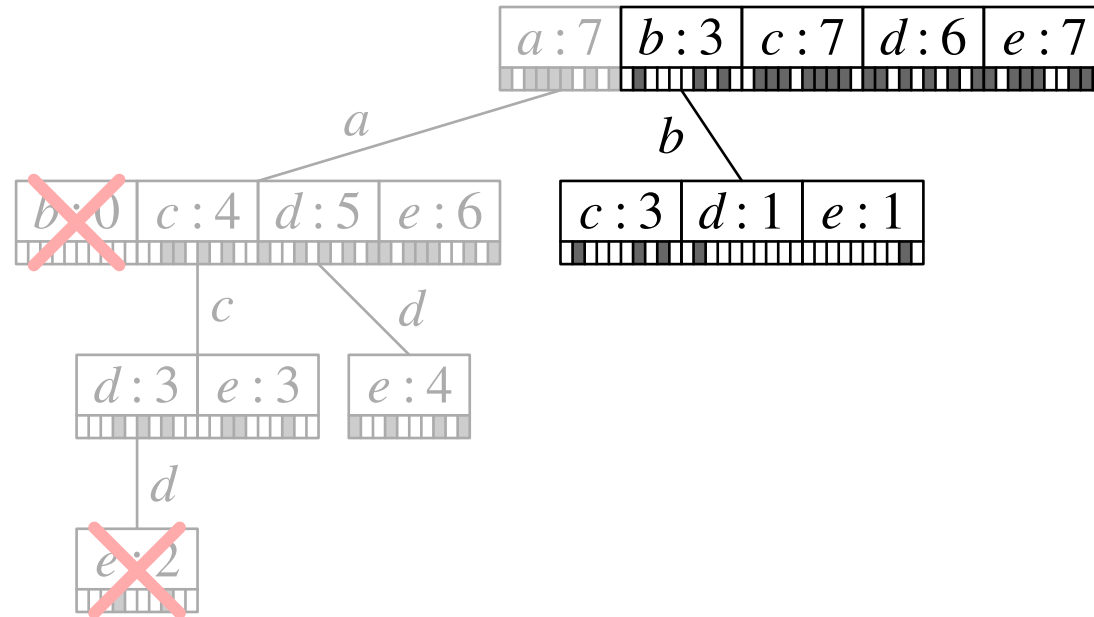 a : 7 b : 3 c : 7 d : 6 e : 7
a b
b : 0 c : 4 d : 5 e : 6 c : 3 d : 1 e : 1
c d
d : 3 e : 3 e : 4
d
e : 2